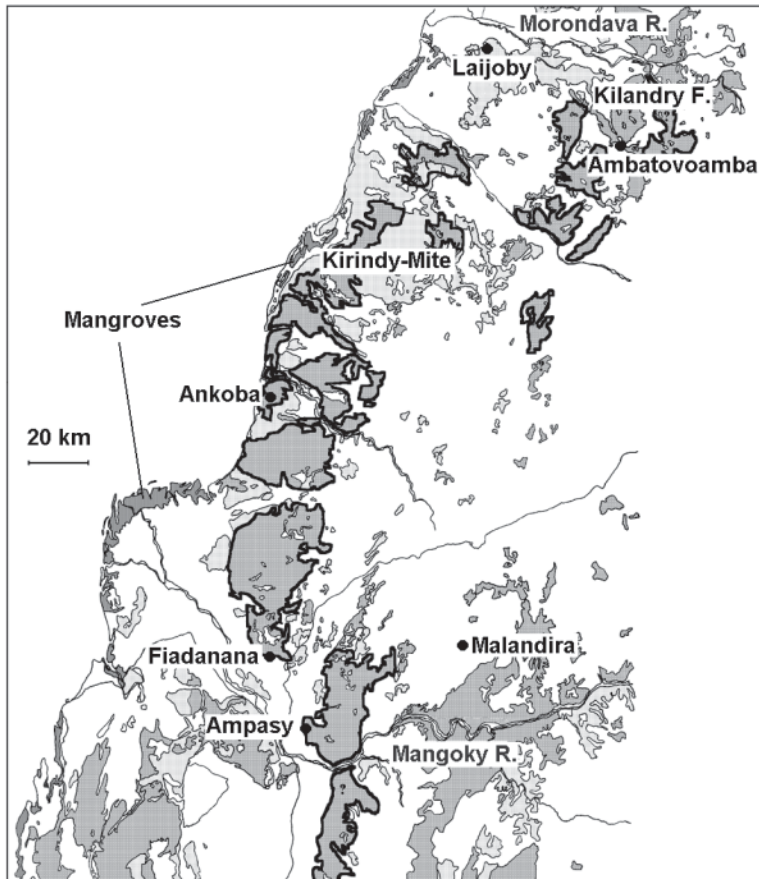 Morondava R.
Laijoby
Kilandry F.
Ambatovoamba
Kirindy-Mite
Mangroves
Ankoba
20 km
Malandira
Fiadanana
Ampasy
Mangoky R.